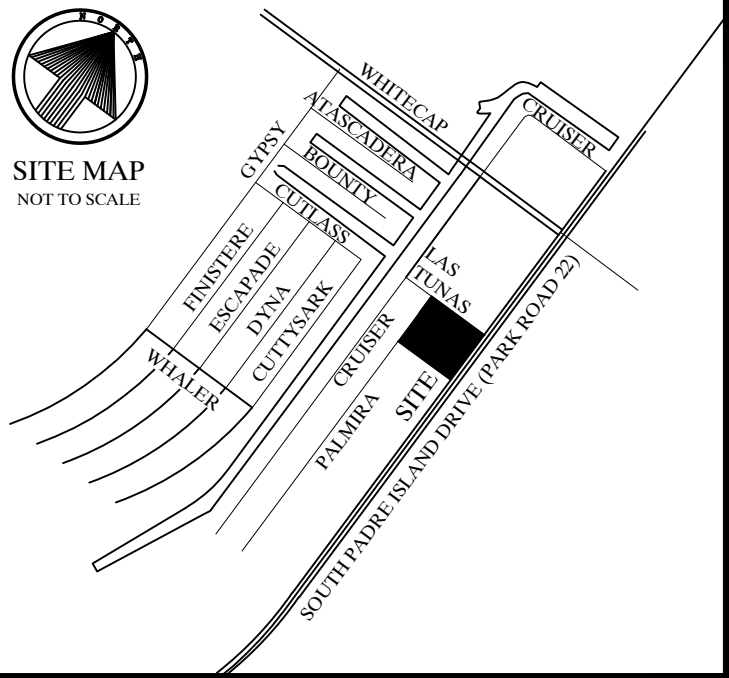 NORTH
SITE MAP
NOT TO SCALE
WHITECAP
ATASCADERA
GYPSY
BOUNTY
CUTLASS
CRUISER
FINISTERE
ESCAPADE
DYNA
CUTTYSARK
WHALER
LAS
TUNAS
CRUISER
PALMIRA
SITE
SOUTH PADRE ISLAND DRIVE (PARK ROAD 22)